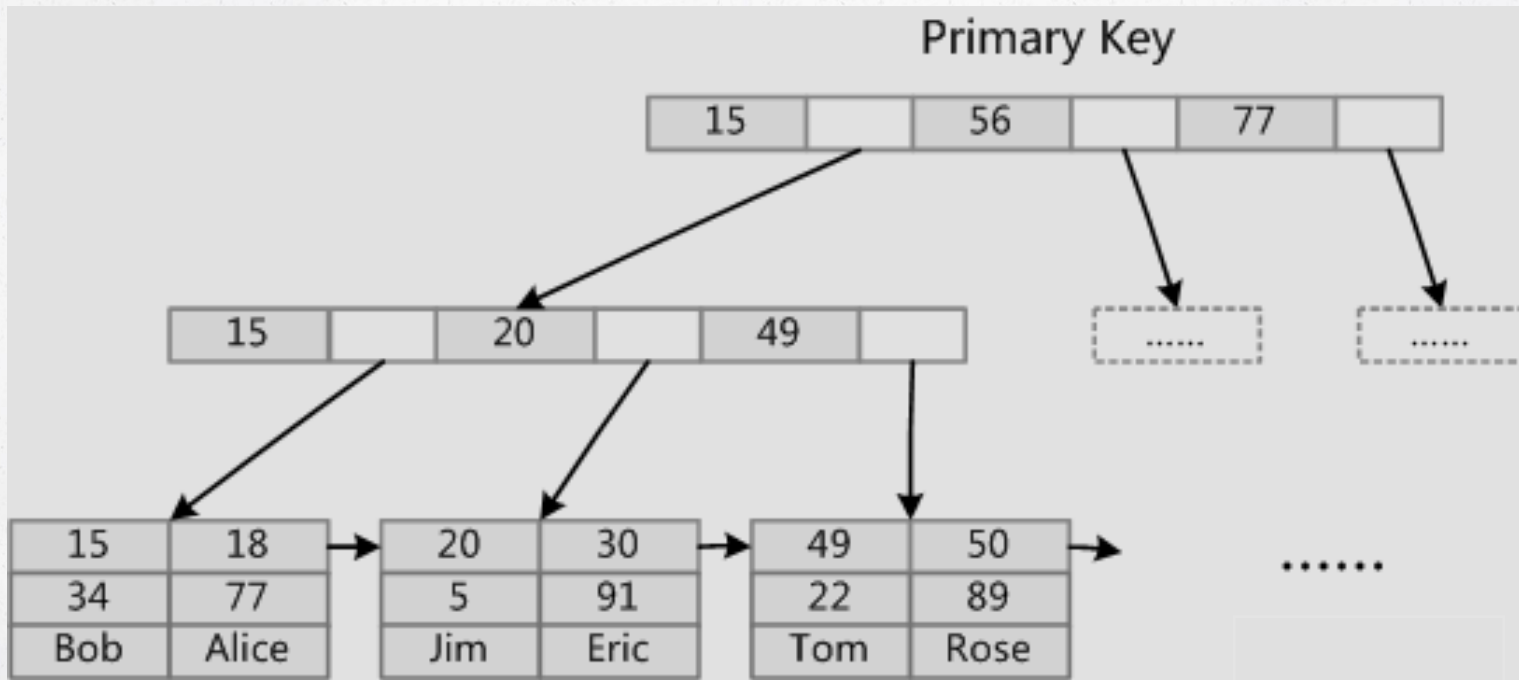 Primary Key
15 56 77
15 20 49
...... ......
15 18 20 30 49 50
......
34 77 5 91 22 89
Bob Alice Jim Eric Tom Rose